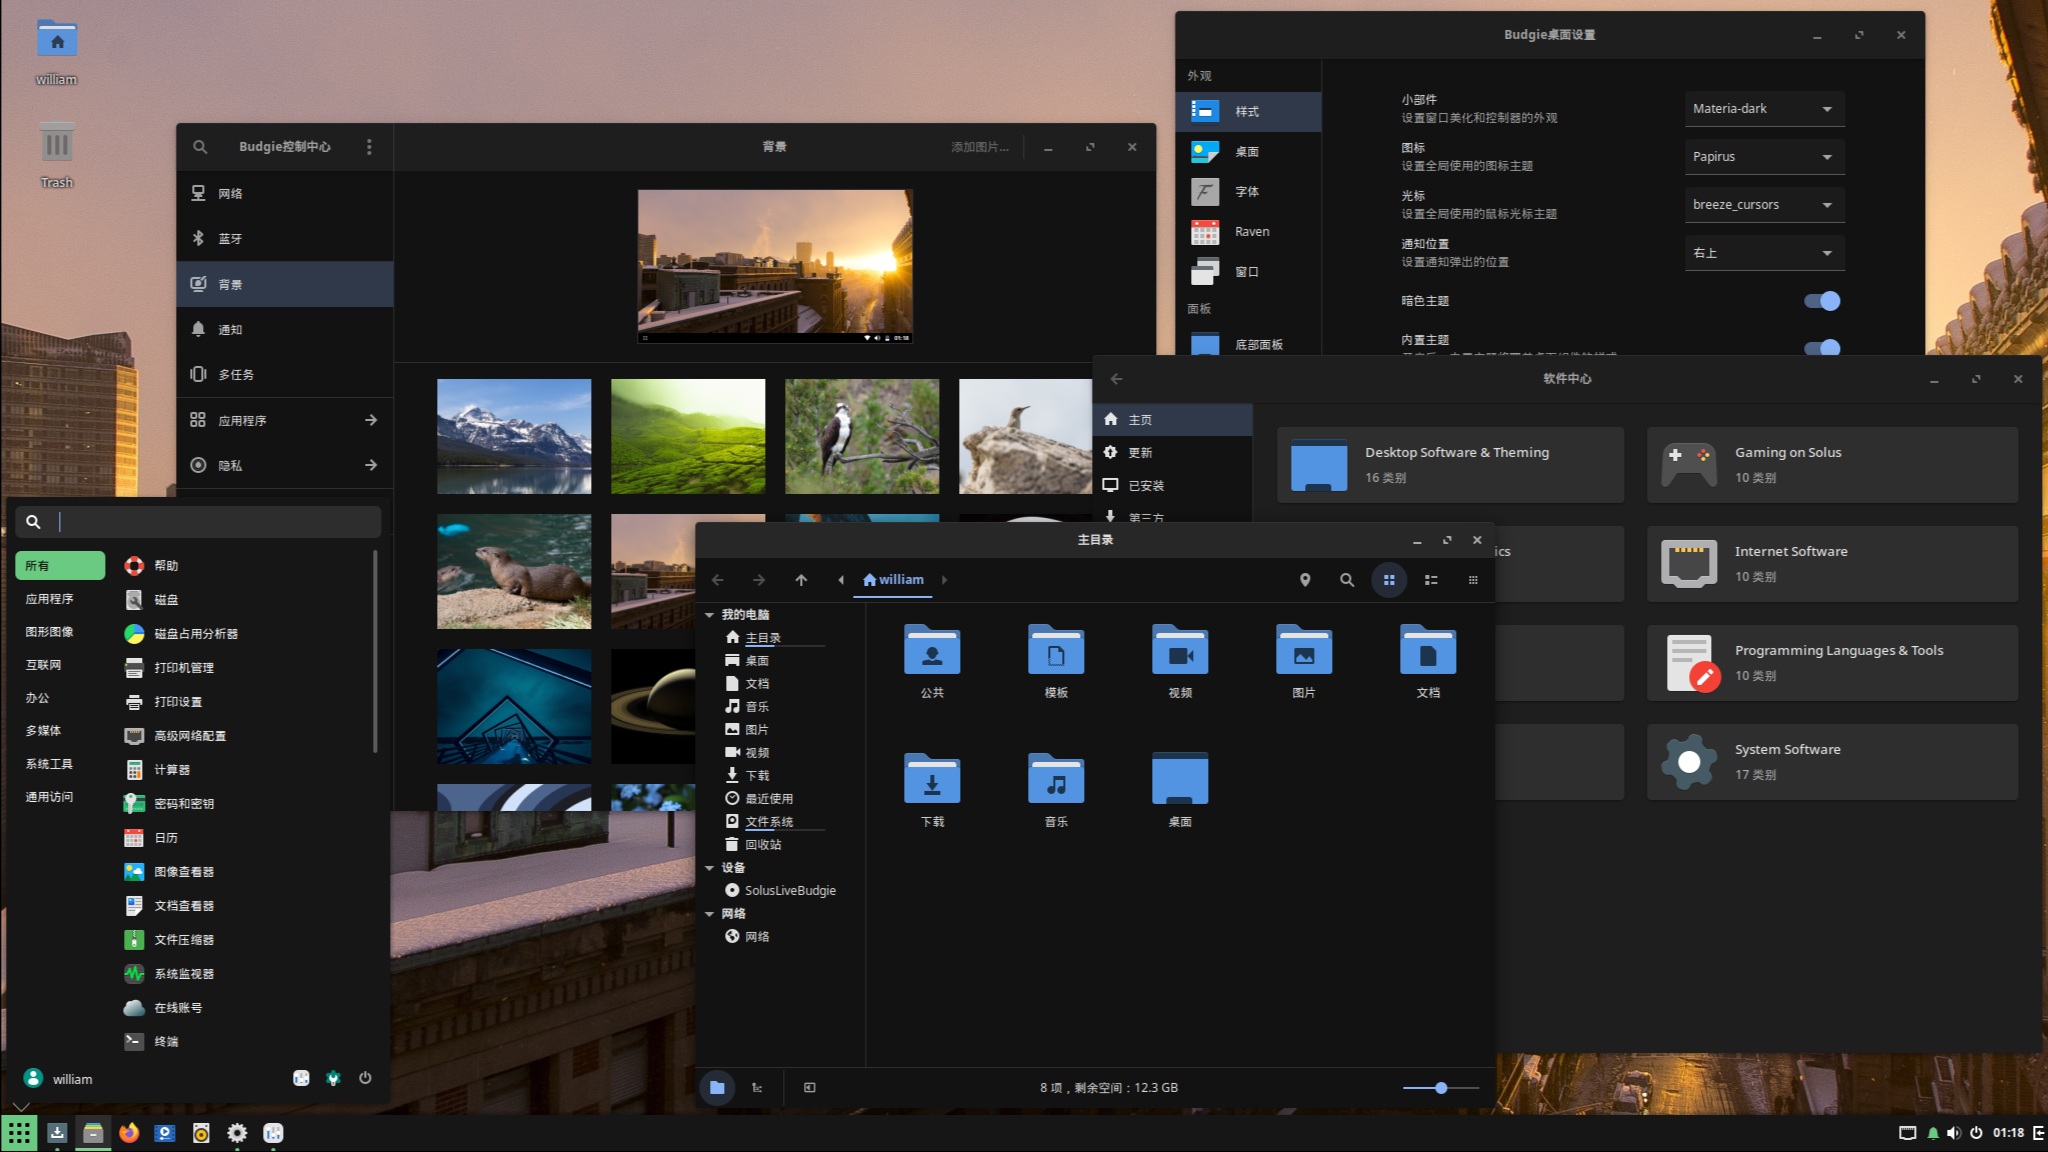 william
Trash
Budgie控制中心
背景
添加图片...
网络
蓝牙
背景
通知
多任务
应用程序
隐私
01:18
Budgie桌面设置
外观
样式
桌面
字体
Raven
窗口
面板
底部面板
小部件
设置窗口美化和控制器的外观
Materia-dark
图标
设置全局使用的图标主题
Papirus
光标
设置全局使用的鼠标光标主题
breeze_cursors
通知位置
设置通知弹出的位置
右上
暗色主题
内置主题
软件中心
主页
更新
已安装
第三方
Desktop Software & Theming
16 类别
Gaming on Solus
10 类别
ics
Internet Software
10 类别
Programming Languages & Tools
10 类别
System Software
17 类别
主目录
william
我的电脑
主目录
桌面
文档
音乐
图片
视频
下载
最近使用
文件系统
回收站
设备
SolusLiveBudgie
网络
网络
公共
模板
视频
图片
文档
下载
音乐
桌面
8 项，剩余空间：12.3 GB
所有
应用程序
图形图像
互联网
办公
多媒体
系统工具
通用访问
帮助
磁盘
磁盘占用分析器
打印机管理
打印设置
高级网络配置
计算器
密码和密钥
日历
图像查看器
文档查看器
文件压缩器
系统监视器
在线账号
终端
william
01:18